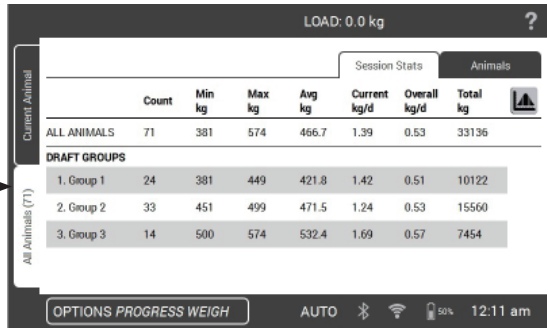 LOAD: 0.0 kg ?
Session Stats Animals
Current Animal
All Animals (71)
Count Min kg Max kg Avg kg Current kg/d Overall kg/d Total kg
ALL ANIMALS 71 381 574 466.7 1.39 0.53 33136
DRAFT GROUPS
1. Group 1 24 381 449 421.8 1.42 0.51 10122
2. Group 2 33 451 499 471.5 1.24 0.53 15560
3. Group 3 14 500 574 532.4 1.69 0.57 7454
OPTIONS PROGRESS WEIGH AUTO 50% 12:11 am